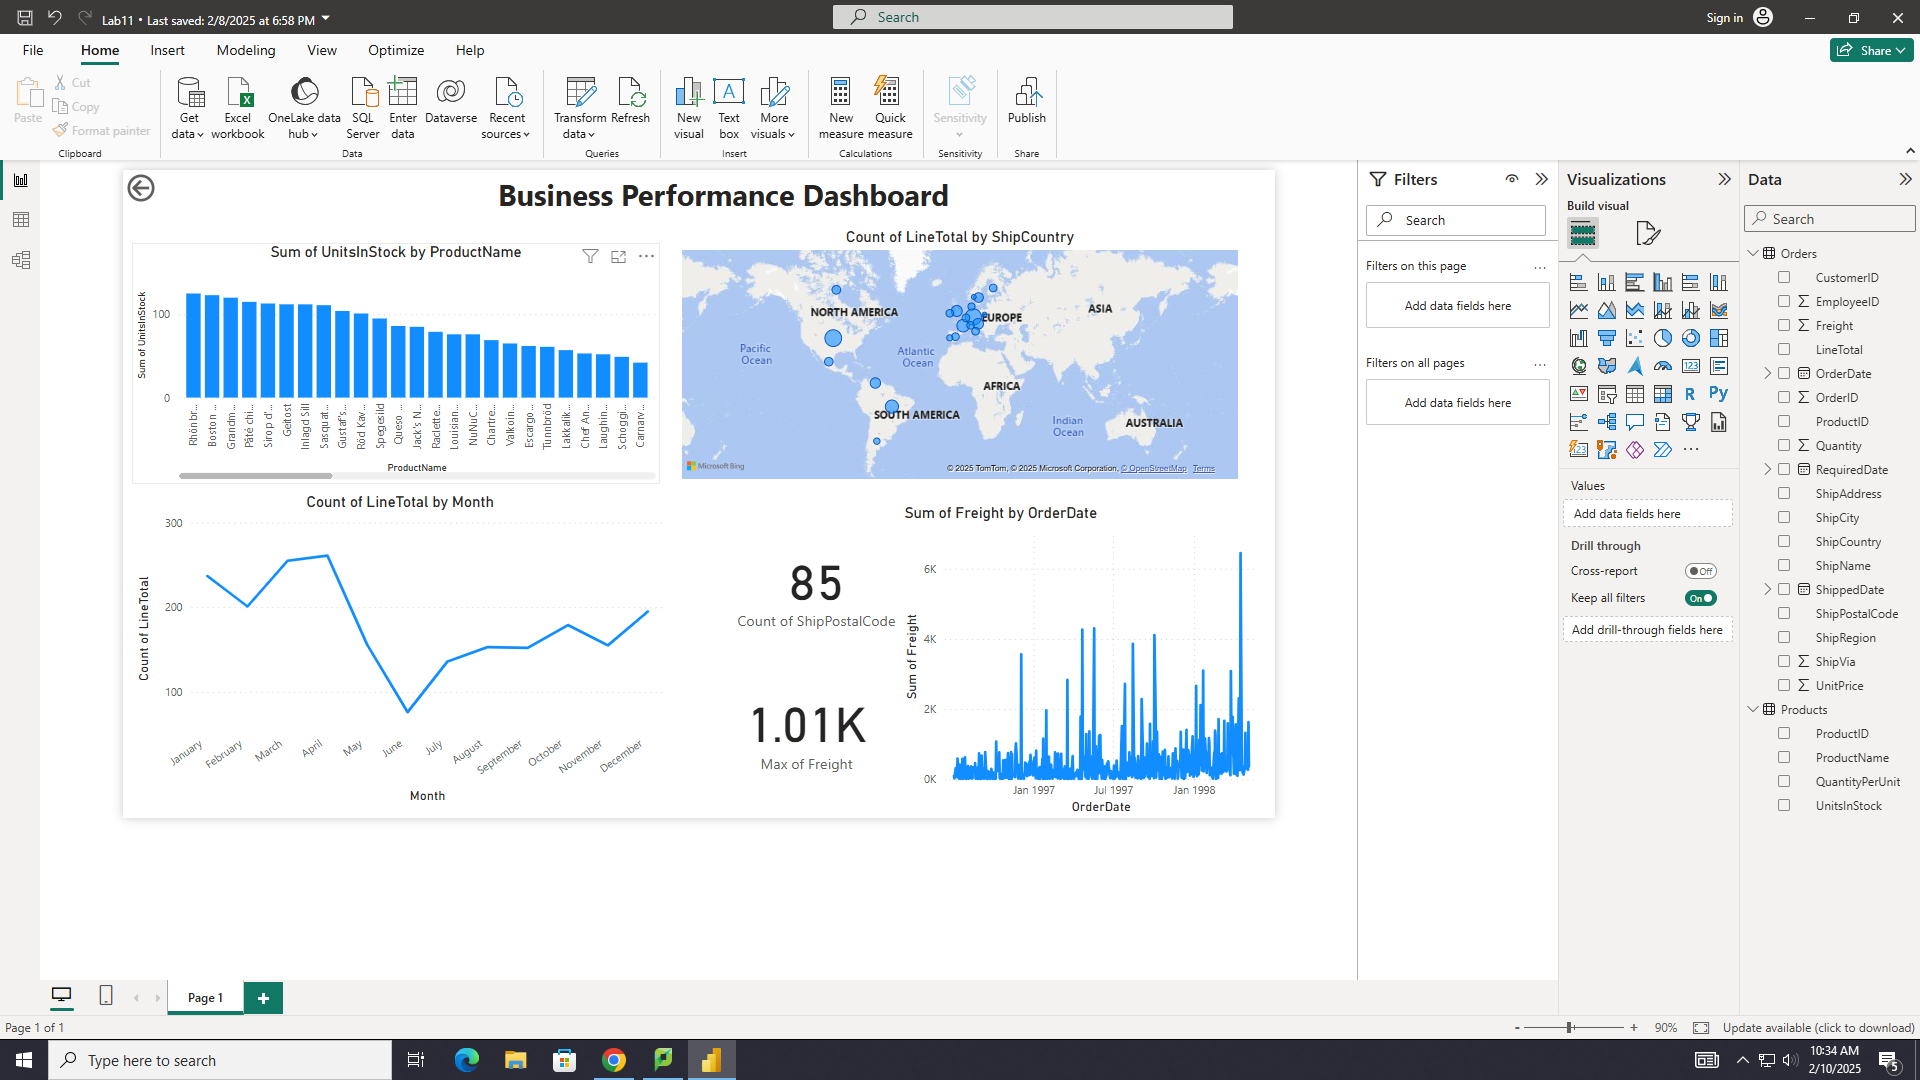 Lab11 • Last saved: 2/8/2025 at 6:58 PM
Search
Sign in
File
Home
Insert
Modeling
View
Optimize
Help
Share
Paste
Cut
Copy
Format painter
Clipboard
Get data
Excel workbook
OneLake data hub
SQL Server
Enter data
Dataverse
Recent sources
Data
Transform data
Refresh
Queries
New visual
Text box
More visuals
Insert
New measure
Quick measure
Calculations
Sensitivity
Sensitivity
Publish
Share
Business Performance Dashboard
Sum of UnitsInStock by ProductName
Sum of UnitsInStock
100
0
Rhönbr...
Boston ...
Grandm...
Pâté chi...
Sirop d'...
Geitost
Inlagd Sill
Sasquat...
Gustaf's...
Röd Kav...
Spegesild
Queso ...
Jack's N...
Raclette...
Louisian...
NuNuC...
Chartre...
Valkoin...
Escargo...
Tunnbröd
Lakkalik...
Chef An...
Laughin...
Schoggi...
Carnarv...
ProductName
Count of LineTotal by ShipCountry
NORTH AMERICA
EUROPE
ASIA
Pacific Ocean
Atlantic Ocean
AFRICA
SOUTH AMERICA
Indian Ocean
AUSTRALIA
Microsoft Bing
© 2025 TomTom, © 2025 Microsoft Corporation, © OpenStreetMap Terms
Count of LineTotal by Month
Count of LineTotal
300
200
100
January
February
March
April
May
June
July
August
September
October
November
December
Month
85
Count of ShipPostalCode
1.01K
Max of Freight
Sum of Freight by OrderDate
Sum of Freight
6K
4K
2K
0K
Jan 1997
Jul 1997
Jan 1998
OrderDate
Filters
Search
Filters on this page
...
Add data fields here
Filters on all pages
...
Add data fields here
Visualizations
Build visual
R
Py
123
...
Values
Add data fields here
Drill through
Cross-report
Off
Keep all filters
On
Add drill-through fields here
Data
Search
Orders
CustomerID
∑ EmployeeID
∑ Freight
LineTotal
OrderDate
∑ OrderID
ProductID
∑ Quantity
RequiredDate
ShipAddress
ShipCity
ShipCountry
ShipName
ShippedDate
ShipPostalCode
ShipRegion
∑ ShipVia
∑ UnitPrice
Products
ProductID
ProductName
QuantityPerUnit
UnitsInStock
Page 1
+
Page 1 of 1
- + 90%
Update available (click to download)
Type here to search
10:34 AM
2/10/2025
5